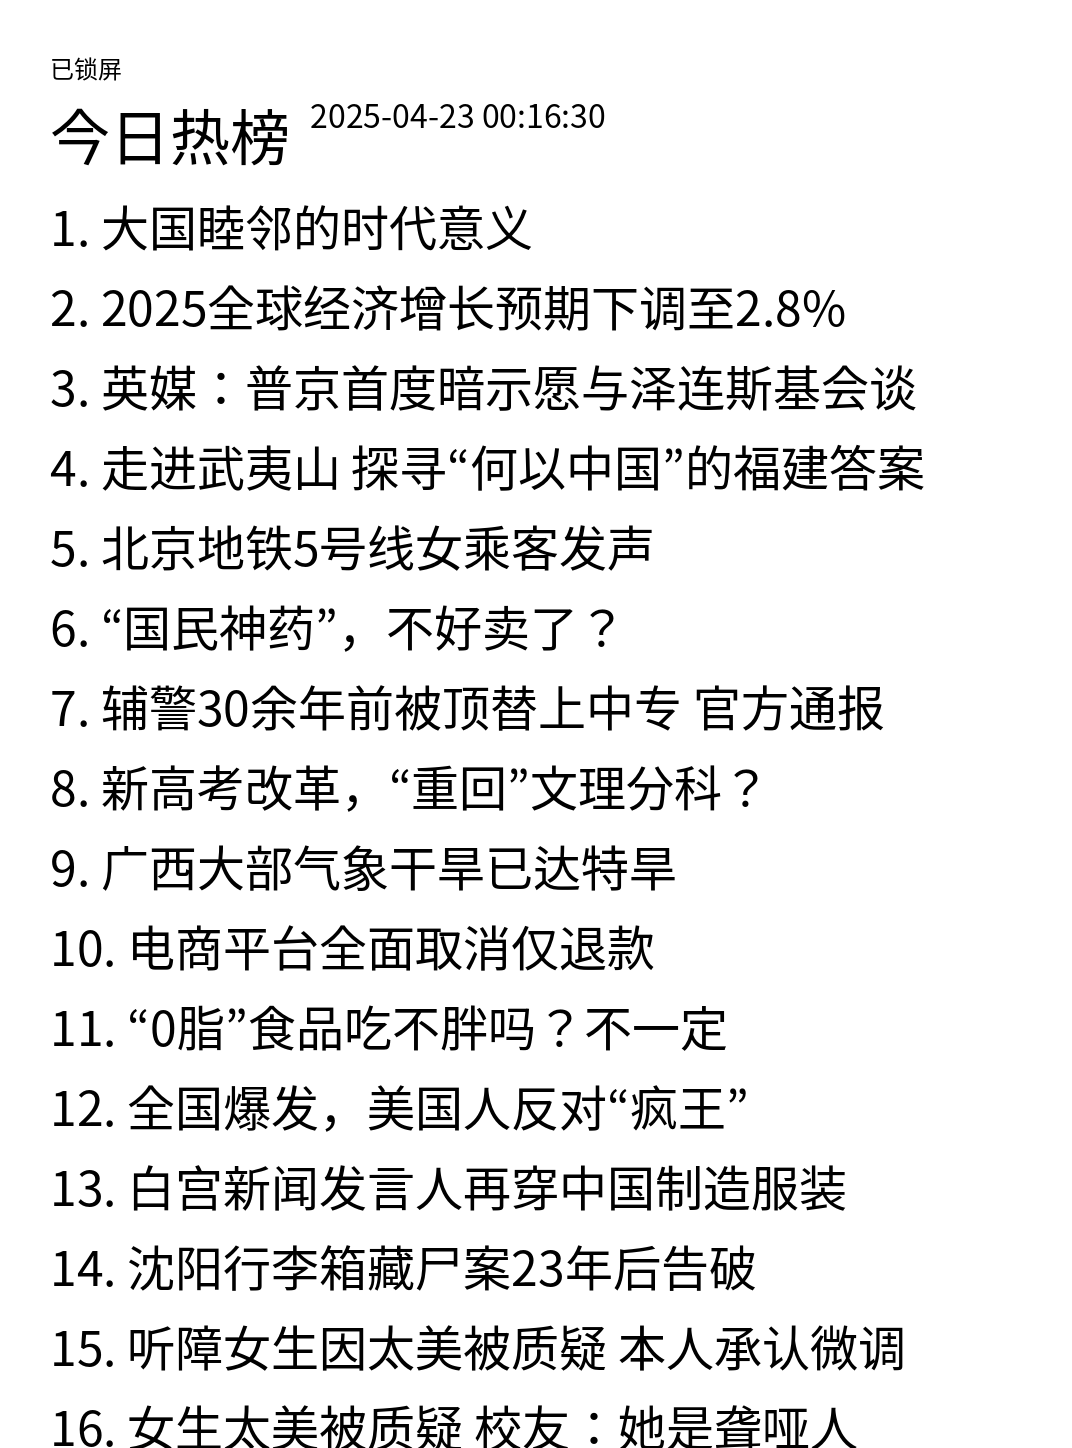 已锁屏
今日热榜 2025-04-23 00:16:30
1. 大国睦邻的时代意义
2. 2025全球经济增长预期下调至2.8%
3. 英媒：普京首度暗示愿与泽连斯基会谈
4. 走进武夷山 探寻“何以中国”的福建答案
5. 北京地铁5号线女乘客发声
6. “国民神药”，不好卖了？
7. 辅警30余年前被顶替上中专 官方通报
8. 新高考改革，“重回”文理分科？
9. 广西大部气象干旱已达特旱
10. 电商平台全面取消仅退款
11. “0脂”食品吃不胖吗？不一定
12. 全国爆发，美国人反对“疯王”
13. 白宫新闻发言人再穿中国制造服装
14. 沈阳行李箱藏尸案23年后告破
15. 听障女生因太美被质疑 本人承认微调
16. 女生太美被质疑 校友：她是聋哑人